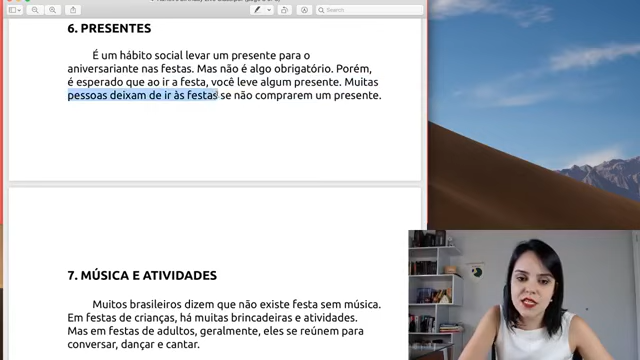 6. PRESENTES
É um hábito social levar um presente para o
aniversariante nas festas. Mas não é algo obrigatório. Porém,
é esperado que ao ir a festa, você leve algum presente. Muitas
pessoas deixam de ir às festas se não comprarem um presente.
7. MÚSICA E ATIVIDADES
Muitos brasileiros dizem que não existe festa sem música.
Em festas de crianças, há muitas brincadeiras e atividades.
Mas em festas de adultos, geralmente, eles se reúnem para
conversar, dançar e cantar.